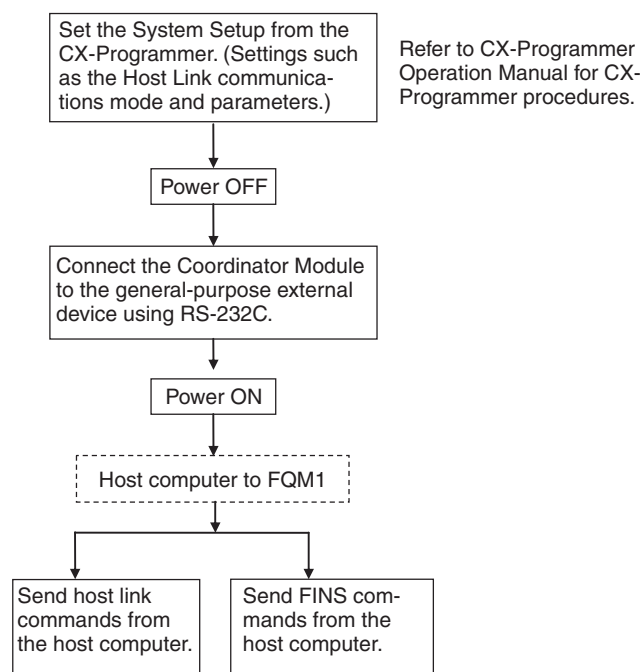 Set the System Setup from the
CX-Programmer. (Settings such
as the Host Link communica-
tions mode and parameters.)
Refer to CX-Programmer
Operation Manual for CX-
Programmer procedures.
Power OFF
Connect the Coordinator Module
to the general-purpose external
device using RS-232C.
Power ON
Host computer to FQM1
Send host link
commands from
the host computer.
Send FINS com-
mands from the
host computer.